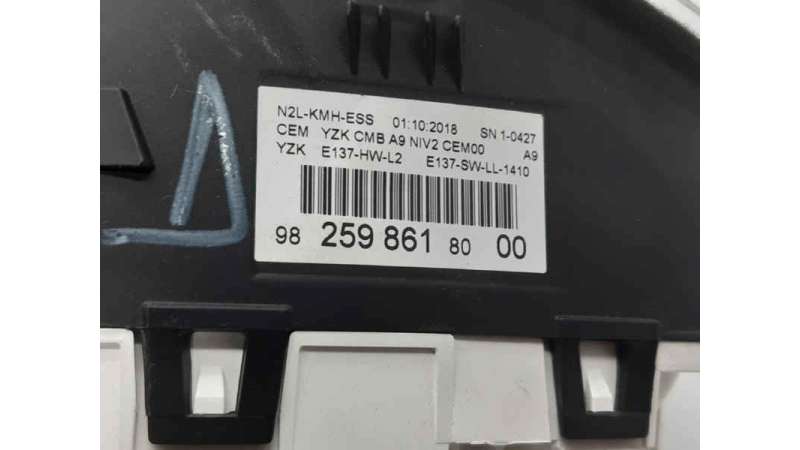 N2L-KMH-ESS 01:10:2018 SN 1-0427
CEM YZK CMB A9 NIV2 CEM00 A9
YZK E137-HW-L2 E137-SW-LL-1410
98 259 861 80 00